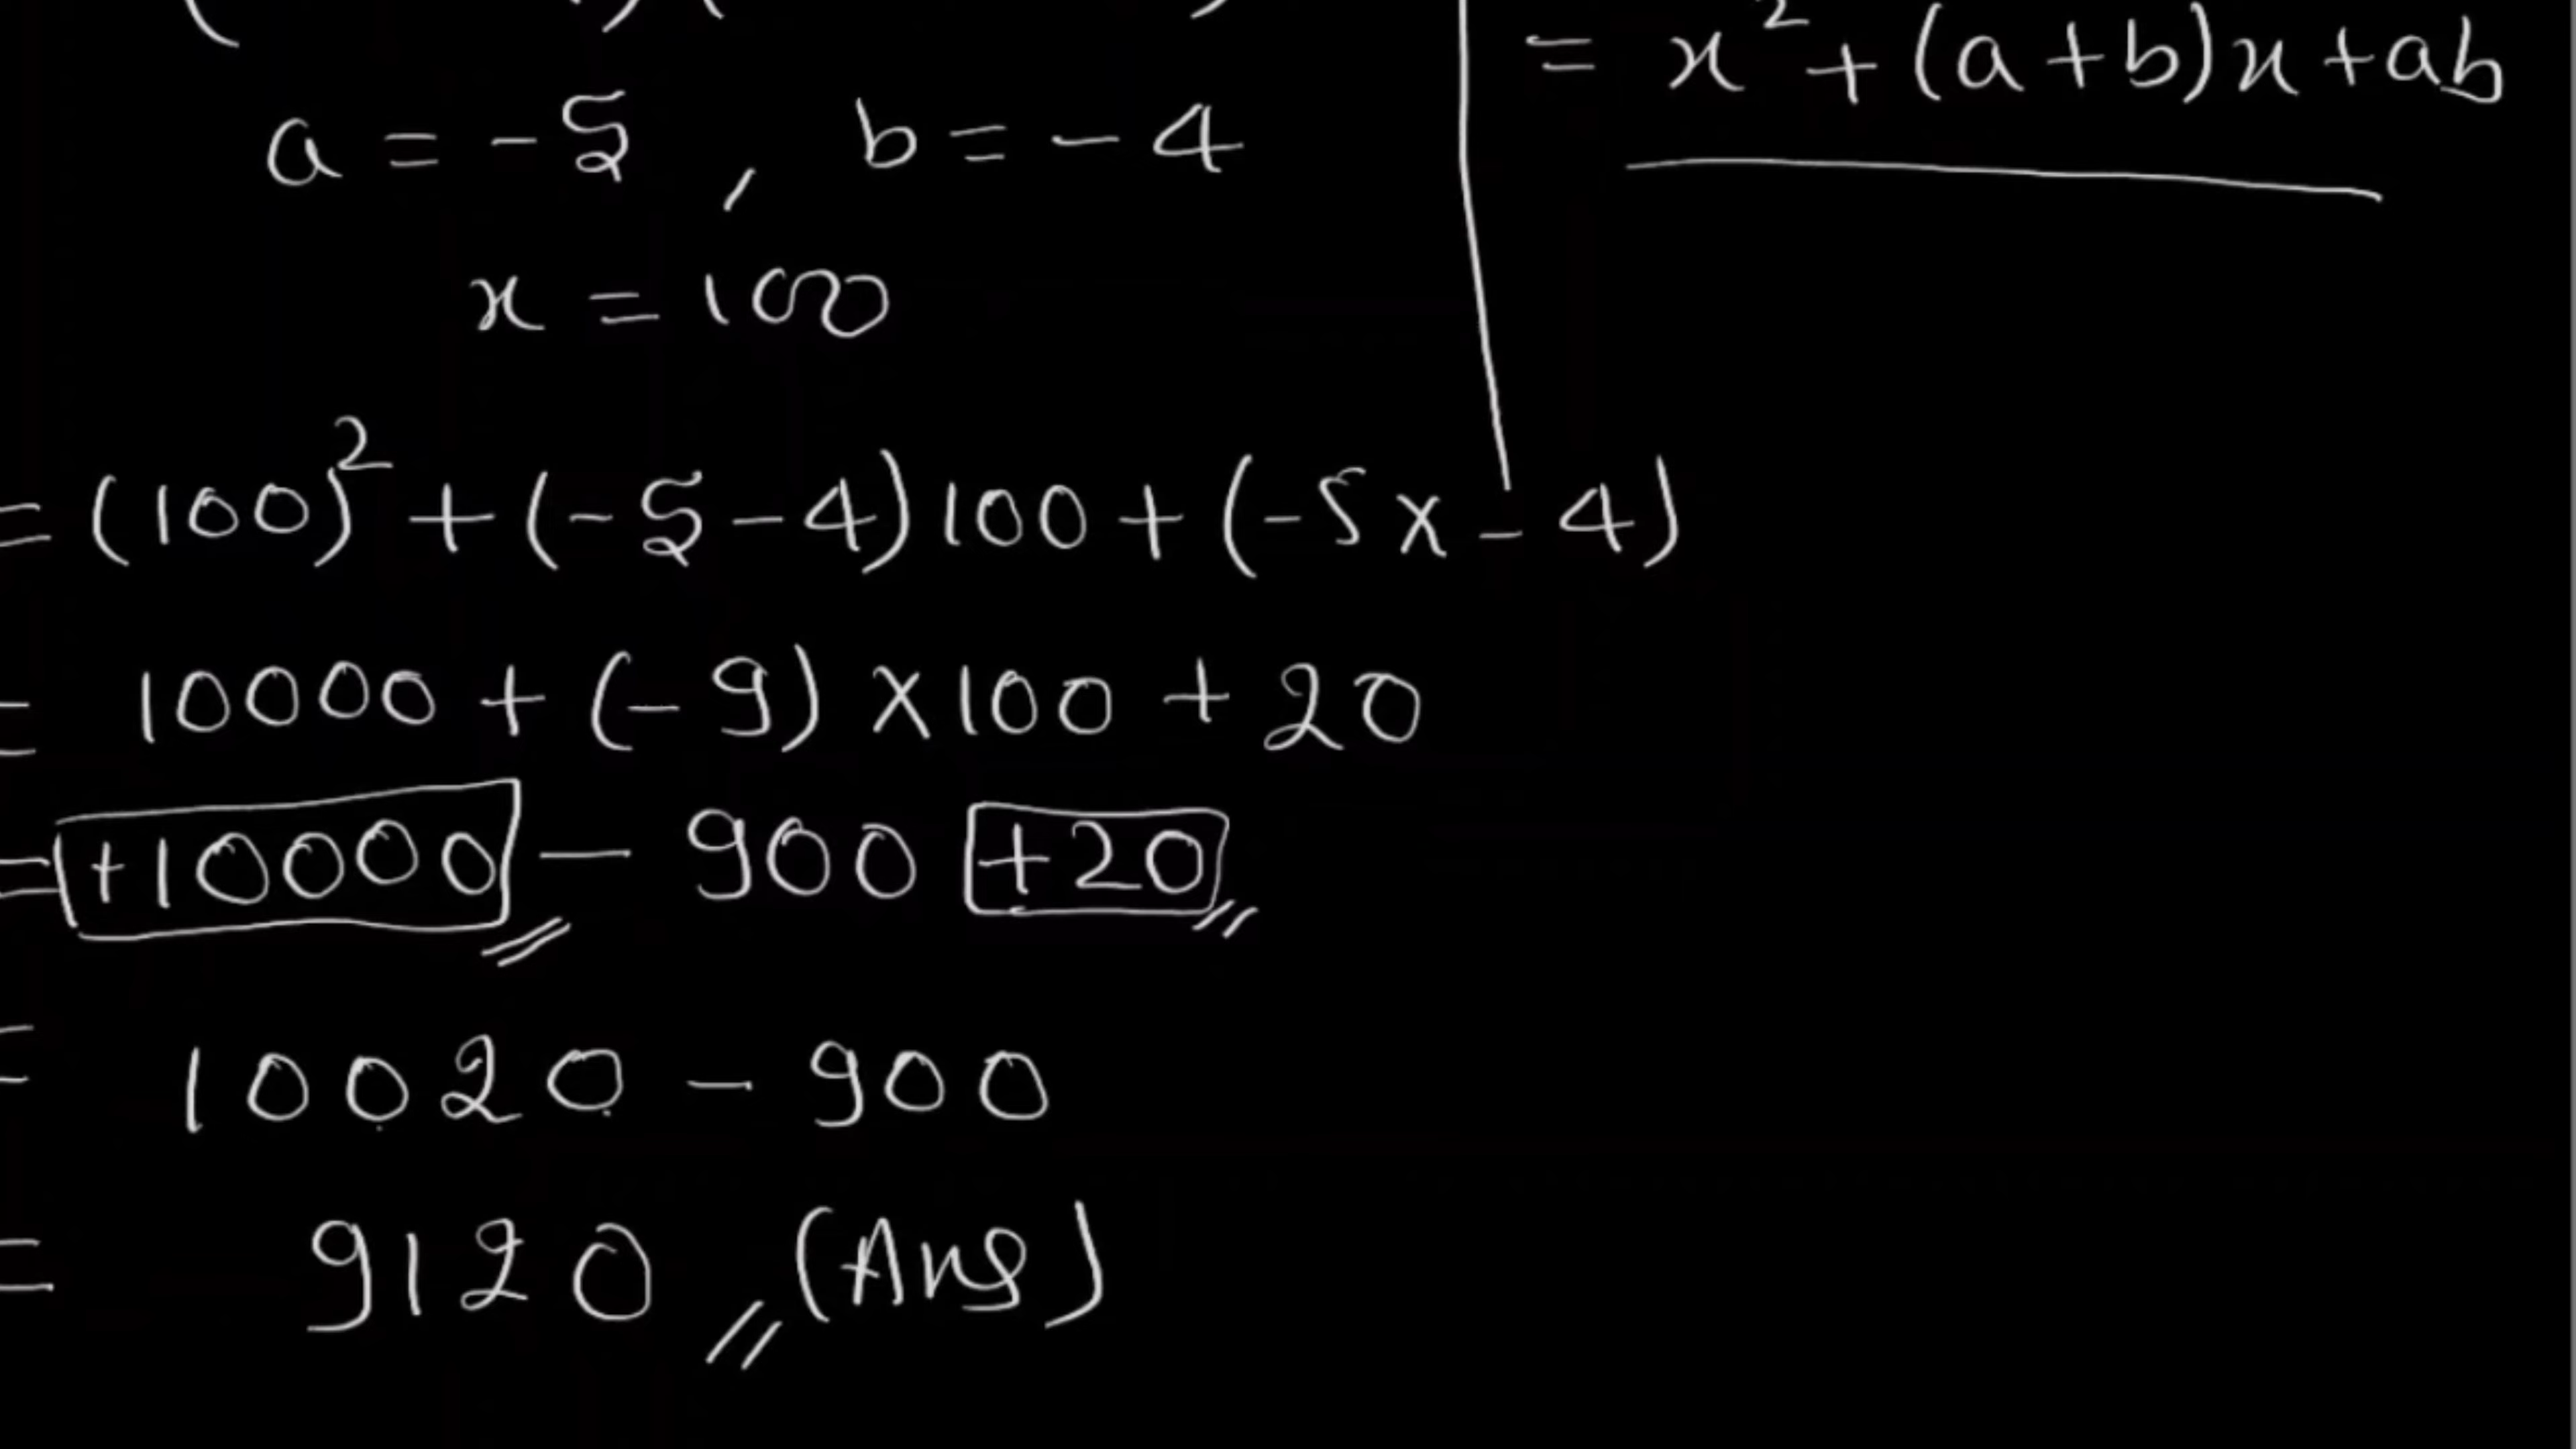 = x² + (a+b)x + ab
a = -5 , b = -4
x = 100
= (100)² + (-5-4)100 + (-5x-4)
= 10000 + (-9) ×100 + 20
= +10000 - 900 +20
= 10020 - 900
= 9120 (Ans)